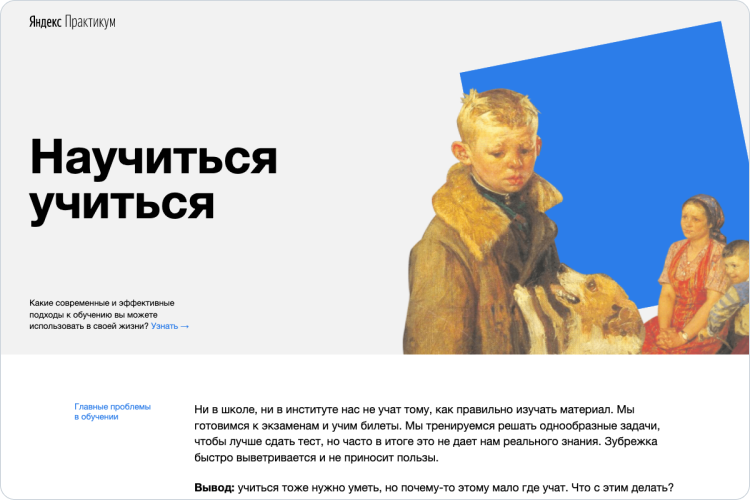 Яндекс Практикум
Научиться
учиться
Какие современные и эффективные
подходы к обучению вы можете
использовать в своей жизни? Узнать →
Главные проблемы
в обучении
Ни в школе, ни в институте нас не учат тому, как правильно изучать материал. Мы
готовимся к экзаменам и учим билеты. Мы тренируемся решать однообразные задачи,
чтобы лучше сдать тест, но часто в итоге это не дает нам реального знания. Зубрежка
быстро выветривается и не приносит пользы.
Вывод: учиться тоже нужно уметь, но почему-то этому мало где учат. Что с этим делать?